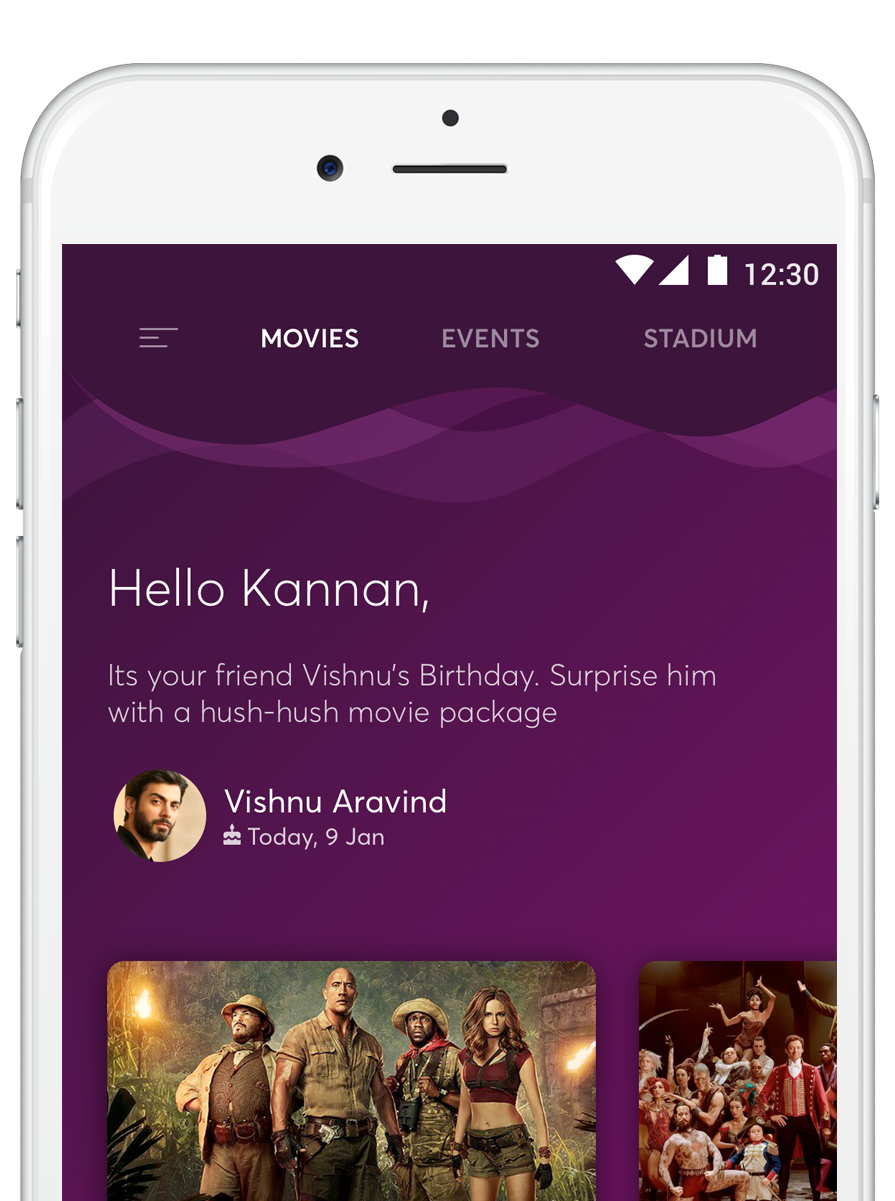 12:30
MOVIES EVENTS STADIUM
Hello Kannan,
Its your friend Vishnu's Birthday. Surprise him
with a hush-hush movie package
Vishnu Aravind
Today, 9 Jan